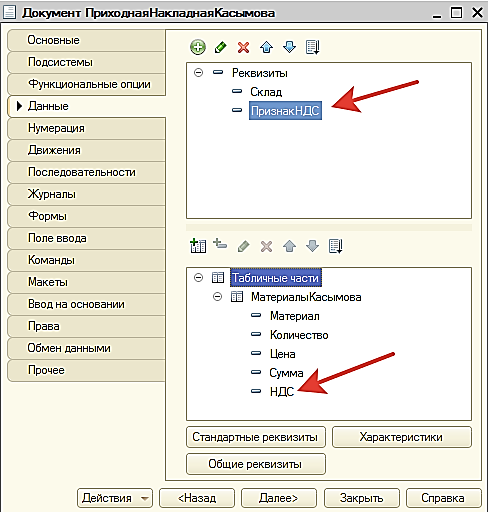 Документ ПриходнаяНакладнаяКасымова
Основные
Подсистемы
Функциональные опции
Данные
Нумерация
Движения
Последовательности
Журналы
Формы
Поле ввода
Команды
Макеты
Ввод на основании
Права
Обмен данными
Прочее
Реквизиты
Склад
ПризнакНДС
Табличные части
МатериалыКасымова
Материал
Количество
Цена
Сумма
НДС
Стандартные реквизиты
Характеристики
Общие реквизиты
Действия
<Назад
Далее>
Закрыть
Справка